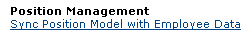 Position Management
Sync Position Model with Employee Data